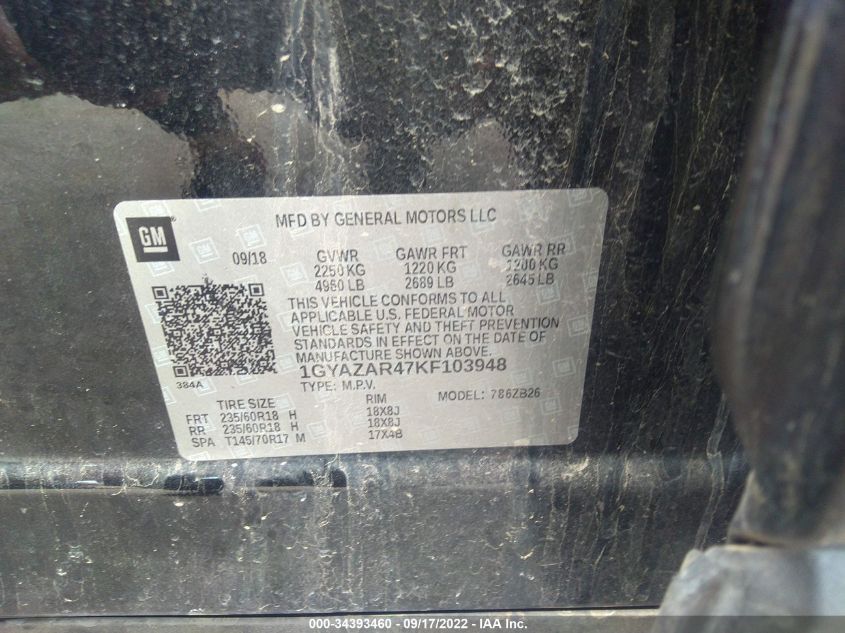 MFD BY GENERAL MOTORS LLC
GM
09/18 GVWR GAWR FRT GAWR RR
2250 KG 1220 KG 1200 KG
4960 LB 2689 LB 2645 LB
THIS VEHICLE CONFORMS TO ALL
APPLICABLE U.S. FEDERAL MOTOR
VEHICLE SAFETY AND THEFT PREVENTION
STANDARDS IN EFFECT ON THE DATE OF
MANUFACTURE SHOWN ABOVE.
384A
1GYAZAR47KF103948
TYPE: M.P.V. MODEL: 786ZB26
TIRE SIZE RIM
FRT 235/60R18 H 18X8J
RR 235/60R18 H 18X8J
SPA T145/70R17 M 17X4B
000-34393460 - 09/17/2022 - IAA Inc.